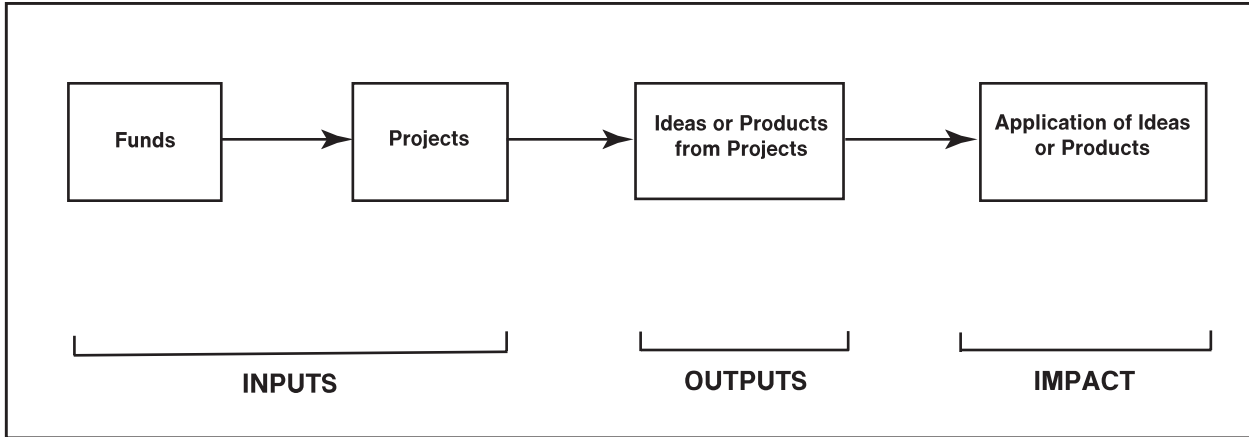 Funds
Projects
Ideas or Products
from Projects
Application of Ideas
or Products
INPUTS
OUTPUTS
IMPACT